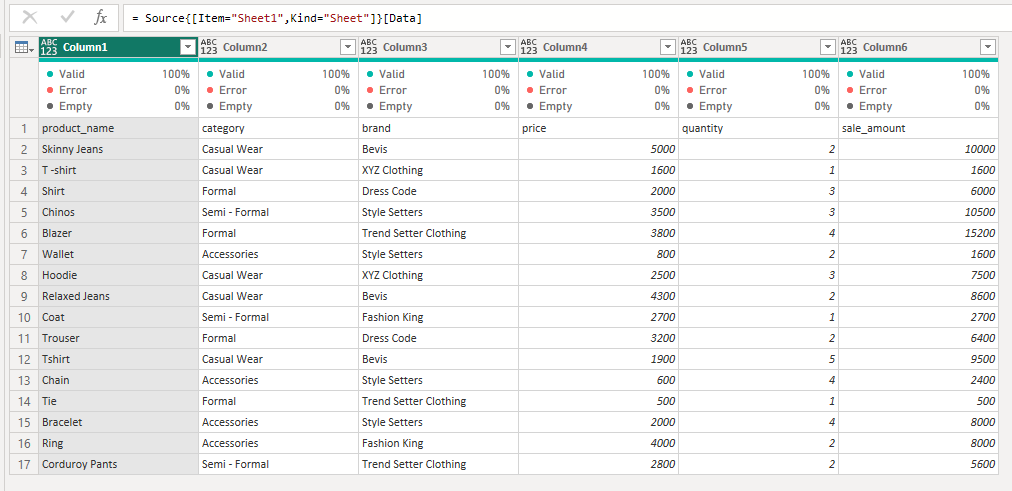 = Source{[Item="Sheet1",Kind="Sheet"]}[Data]
ABC 123 Column1 ABC 123 Column2 ABC 123 Column3 ABC 123 Column4 ABC 123 Column5 ABC 123 Column6
Valid 100% Valid 100% Valid 100% Valid 100% Valid 100% Valid 100%
Error 0% Error 0% Error 0% Error 0% Error 0% Error 0%
Empty 0% Empty 0% Empty 0% Empty 0% Empty 0% Empty 0%
1 product_name category brand price quantity sale_amount
2 Skinny Jeans Casual Wear Bevis 5000 2 10000
3 T -shirt Casual Wear XYZ Clothing 1600 1 1600
4 Shirt Formal Dress Code 2000 3 6000
5 Chinos Semi - Formal Style Setters 3500 3 10500
6 Blazer Formal Trend Setter Clothing 3800 4 15200
7 Wallet Accessories Style Setters 800 2 1600
8 Hoodie Casual Wear XYZ Clothing 2500 3 7500
9 Relaxed Jeans Casual Wear Bevis 4300 2 8600
10 Coat Semi - Formal Fashion King 2700 1 2700
11 Trouser Formal Dress Code 3200 2 6400
12 Tshirt Casual Wear Bevis 1900 5 9500
13 Chain Accessories Style Setters 600 4 2400
14 Tie Formal Trend Setter Clothing 500 1 500
15 Bracelet Accessories Style Setters 2000 4 8000
16 Ring Accessories Fashion King 4000 2 8000
17 Corduroy Pants Semi - Formal Trend Setter Clothing 2800 2 5600